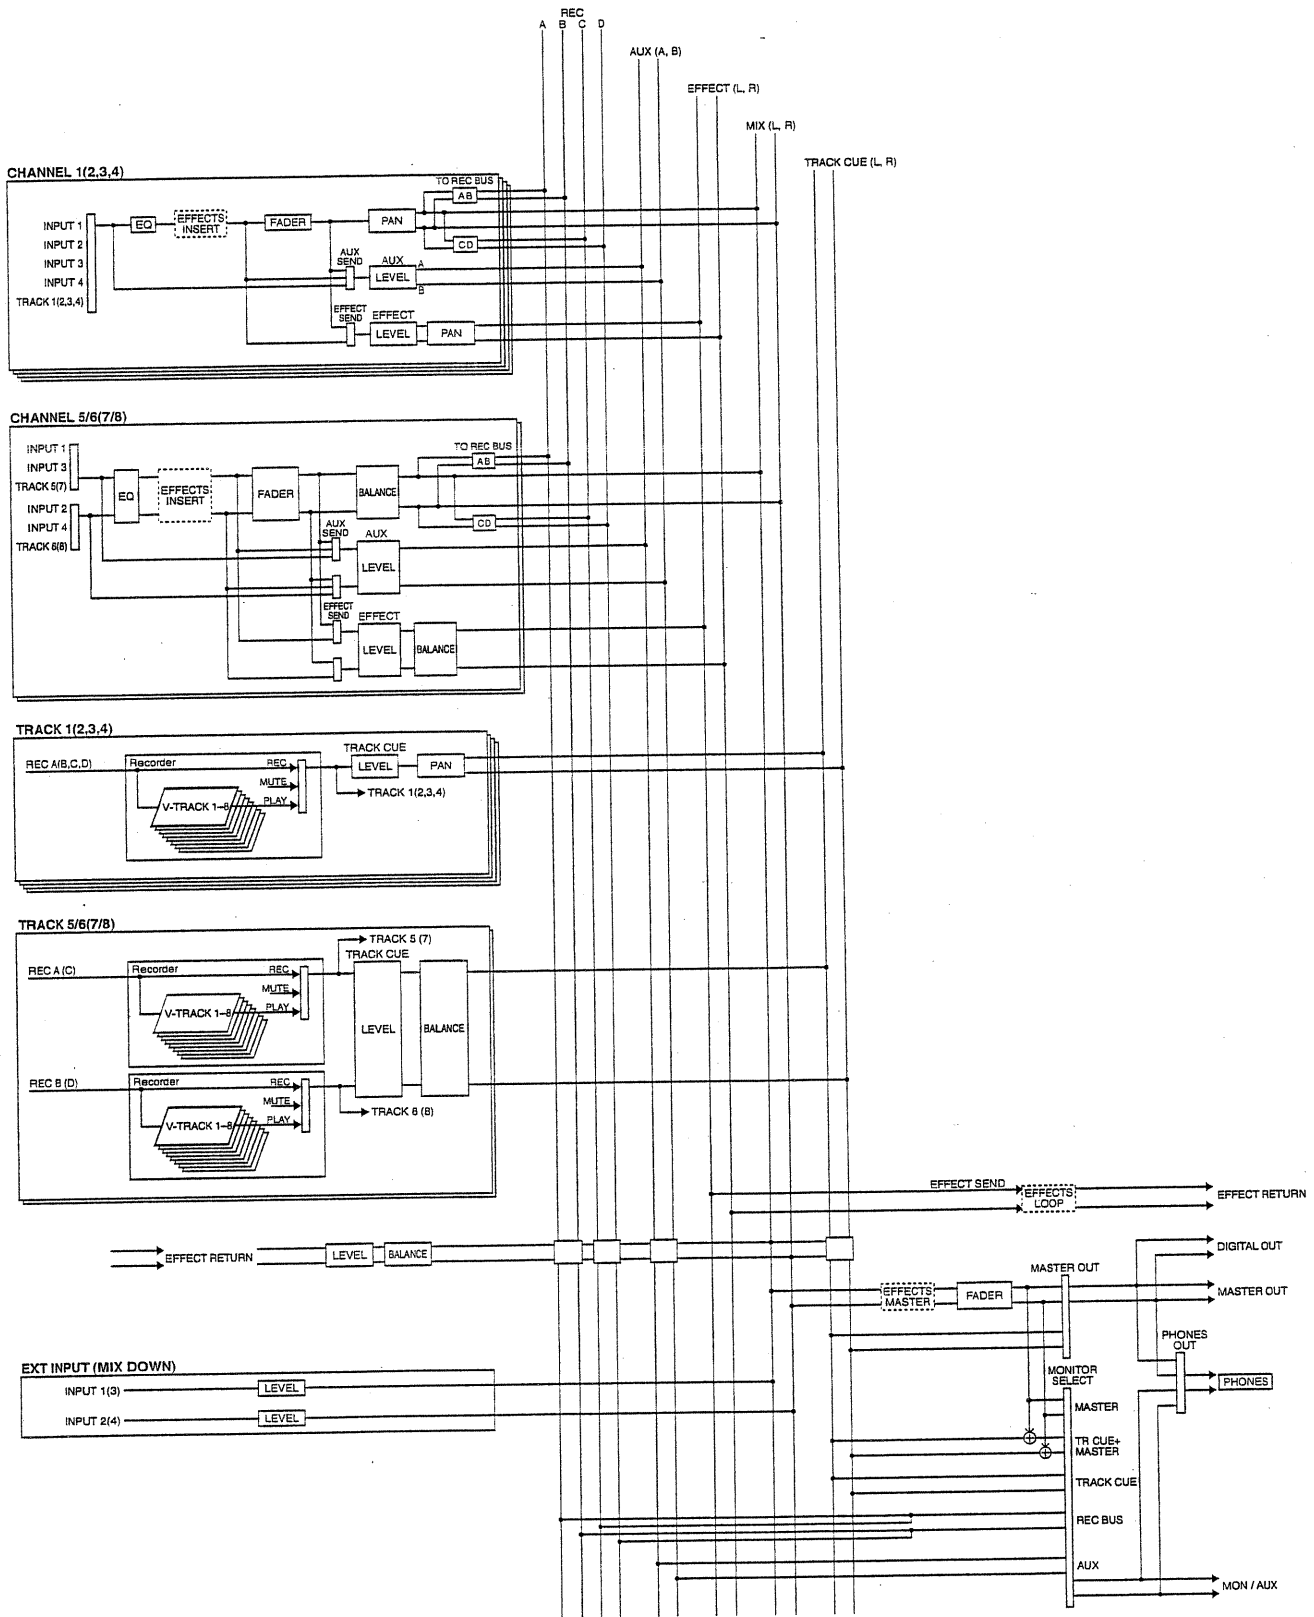 REC
A B C D
AUX (A, B)
EFFECT (L, R)
MIX (L, R)
TRACK CUE (L, R)
CHANNEL 1(2,3,4)
TO REC BUS
AB
INPUT 1
EQ
EFFECTS
INSERT
FADER
PAN
INPUT 2
CD
INPUT 3
AUX
SEND
AUX
A
INPUT 4
LEVEL
B
TRACK 1(2,3,4)
EFFECT
SEND
EFFECT
LEVEL
PAN
CHANNEL 5/6(7/8)
INPUT 1
TO REC BUS
AB
INPUT 3
TRACK 5(7)
EQ
EFFECTS
INSERT
FADER
BALANCE
INPUT 2
INPUT 4
CD
TRACK 6(8)
AUX
SEND
AUX
LEVEL
EFFECT
SEND
EFFECT
LEVEL
BALANCE
TRACK 1(2,3,4)
REC A(B,C,D)
Recorder
REC
TRACK CUE
LEVEL
PAN
MUTE
TRACK 1(2,3,4)
V-TRACK 1–8
PLAY
TRACK 5/6(7/8)
TRACK 5 (7)
TRACK CUE
REC A (C)
Recorder
REC
MUTE
V-TRACK 1–8
PLAY
LEVEL
BALANCE
REC B (D)
Recorder
REC
MUTE
TRACK 6 (8)
V-TRACK 1–8
PLAY
EFFECT SEND
EFFECTS
LOOP
EFFECT RETURN
EFFECT RETURN
LEVEL
BALANCE
DIGITAL OUT
MASTER OUT
EFFECTS
MASTER
FADER
MASTER OUT
PHONES
OUT
EXT INPUT (MIX DOWN)
MONITOR
SELECT
INPUT 1(3)
LEVEL
PHONES
MASTER
INPUT 2(4)
LEVEL
TR CUE+
MASTER
TRACK CUE
REC BUS
AUX
MON / AUX